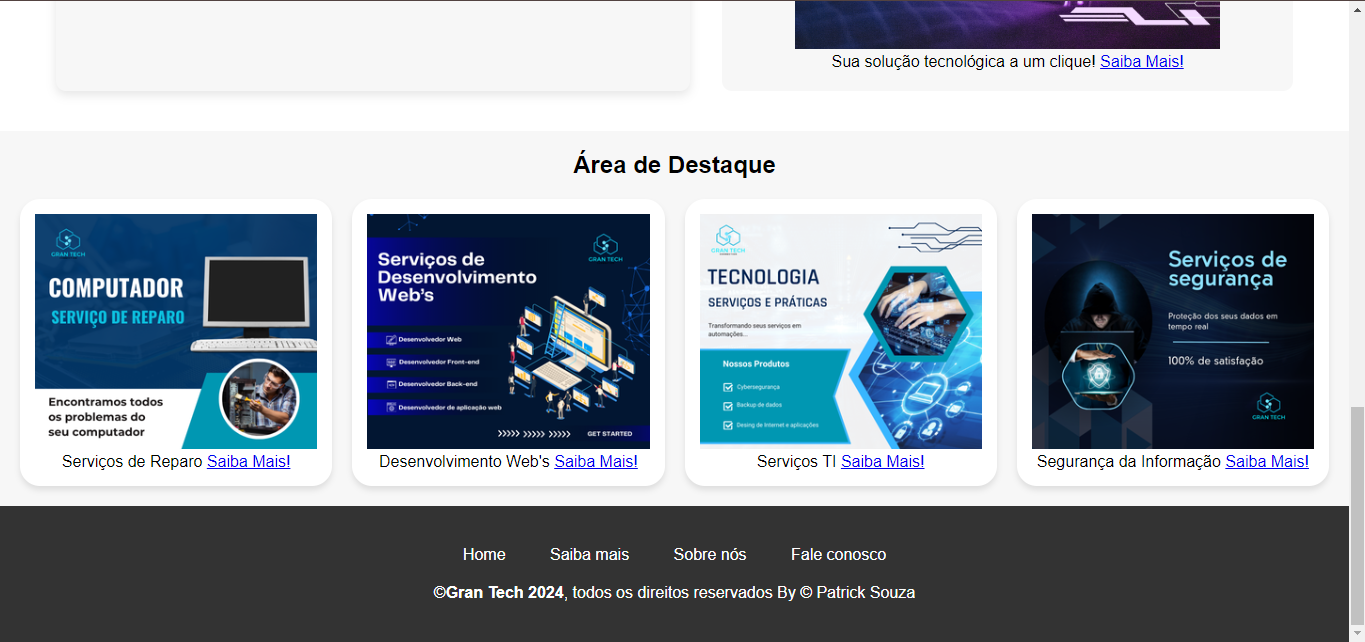 Sua solução tecnológica a um clique! Saiba Mais!
Área de Destaque
GRAN TECH
COMPUTADOR
SERVIÇO DE REPARO
Encontramos todos
os problemas do
seu computador
Serviços de Reparo Saiba Mais!
GRAN TECH
Serviços de
Desenvolvimento
Web's
Desenvolvedor Web
Desenvolvedor Front-end
Desenvolvedor Back-end
Desenvolvedor de aplicação web
GET STARTED
Desenvolvimento Web's Saiba Mais!
GRAN TECH
TECNOLOGIA
SERVIÇOS E PRÁTICAS
Transformando seus serviços em
automações...
Nossos Produtos
Cybersegurança
Backup de dados
Desing de Internet e aplicações
Serviços TI Saiba Mais!
Serviços de
segurança
Proteção dos seus dados em
tempo real
100% de satisfação
GRAN TECH
Segurança da Informação Saiba Mais!
Home Saiba mais Sobre nós Fale conosco
©Gran Tech 2024, todos os direitos reservados By © Patrick Souza